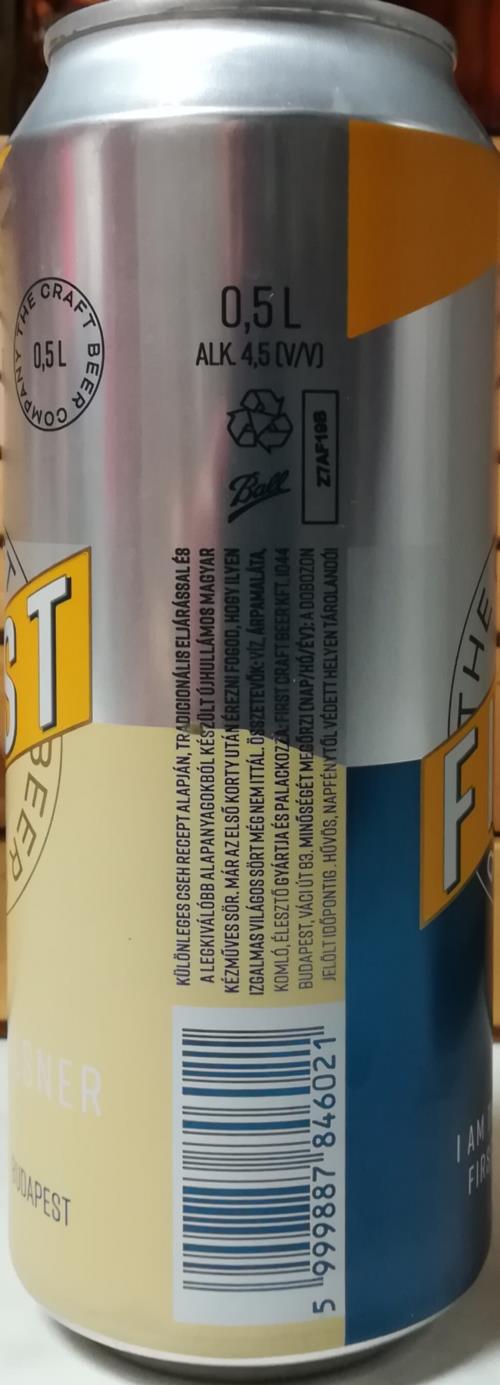 THE CRAFT BEER COMPANY
0,5 L
0,5 L
ALK. 4,5 (V/V)
Ball
Z7AF19B
KÜLÖNLEGES CSEH RECEPT ALAPJÁN, TRADICIONÁLIS ELJÁRÁSSAL ÉS
A LEGKIVÁLÓBB ALAPANYAGOKBÓL KÉSZÜLT ÚJHULLÁMOS MAGYAR
KÉZMŰVES SÖR. MÁR AZ ELSŐ KORTY UTÁN ÉREZNI FOGOD, HOGY ILYEN
IZGALMAS VILÁGOS SÖRT MÉG NEM ITTÁL. ÖSSZETEVŐK: VÍZ, ÁRPAMALÁTA,
KOMLÓ, ÉLESZTŐ GYÁRTJA ÉS PALACKOZZA: FIRST CRAFT BEER KFT. 1044
BUDAPEST, VÁCI ÚT 83. MINŐSÉGÉT MEGŐRZI (NAP/HÓ/ÉV): A DOBOZON
JELÖLT IDŐPONTIG. HŰVÖS, NAPFÉNYTŐL VÉDETT HELYEN TÁROLANDÓ!
5 999887 846021
ST
BEER
SNER
BUDAPEST
THE
F
I AM
FIRS